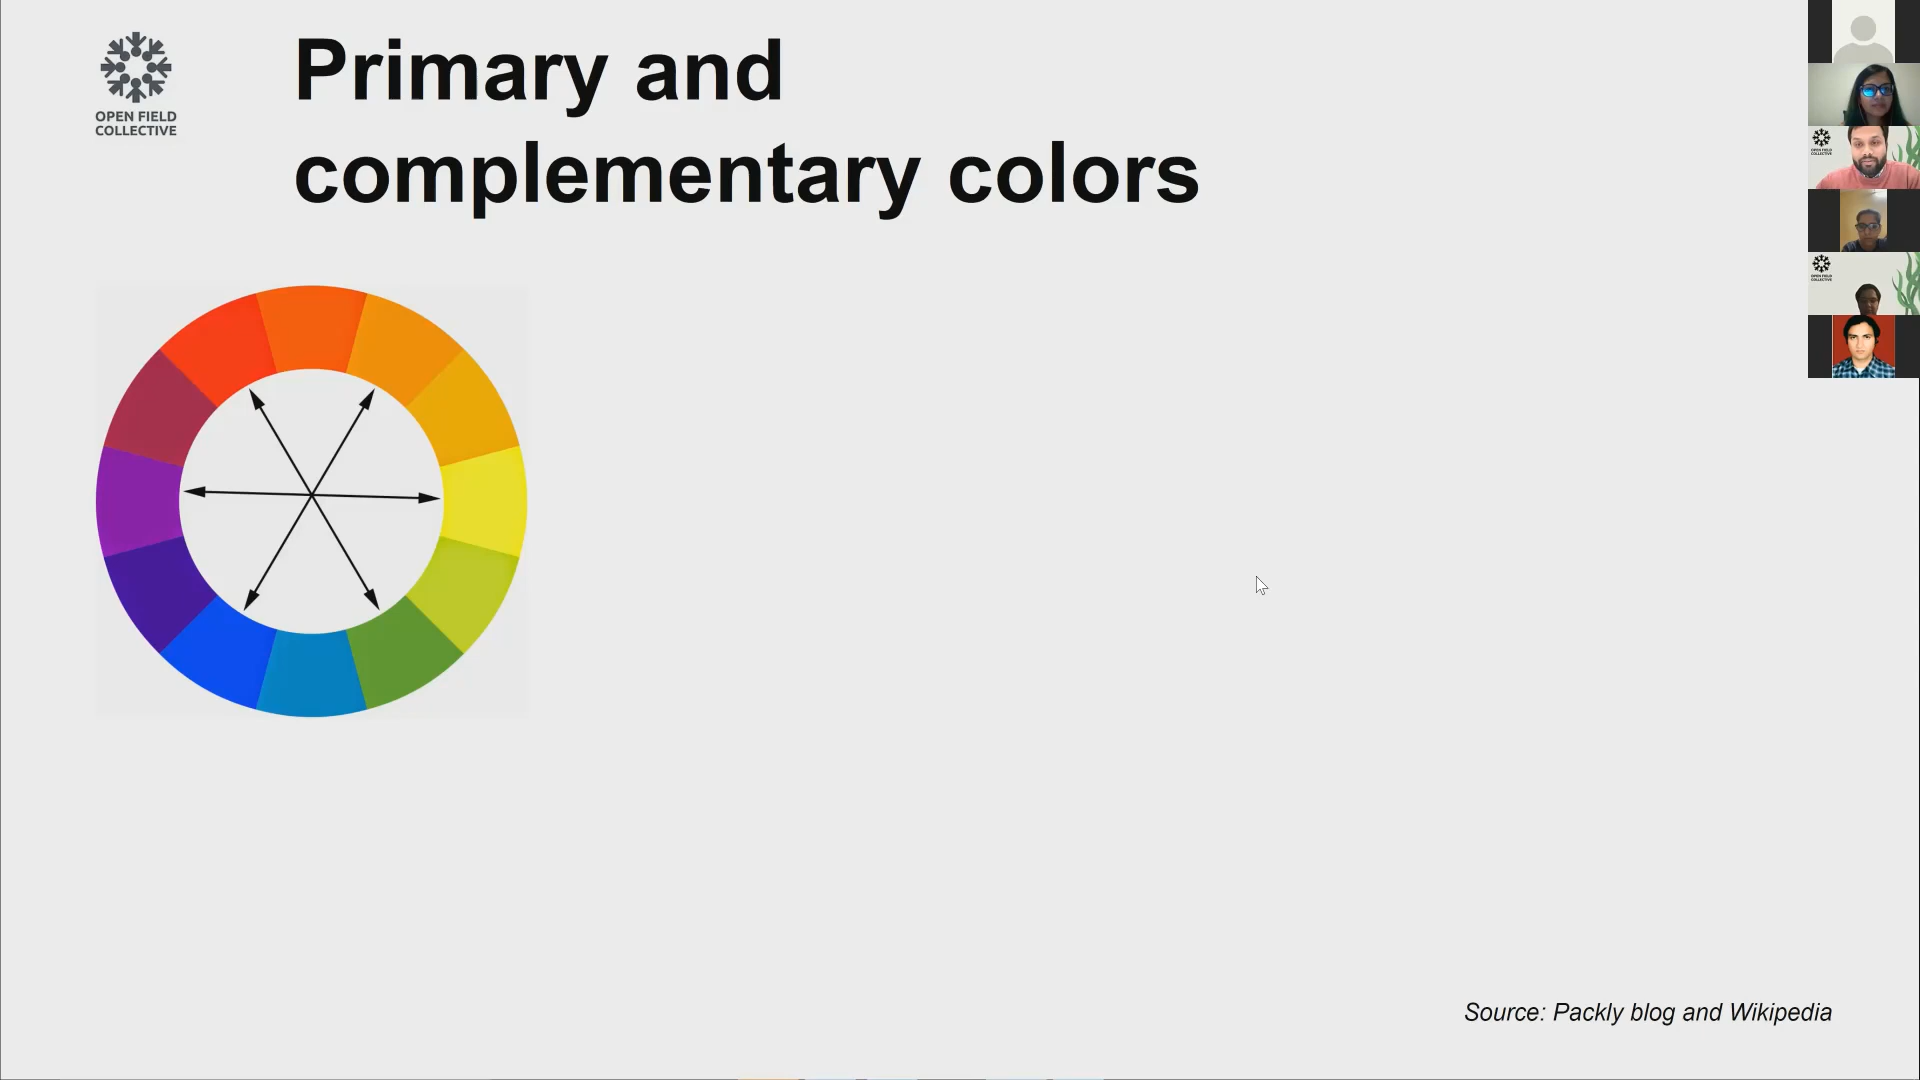 OPEN FIELD
COLLECTIVE
Primary and
complementary colors
Source: Packly blog and Wikipedia